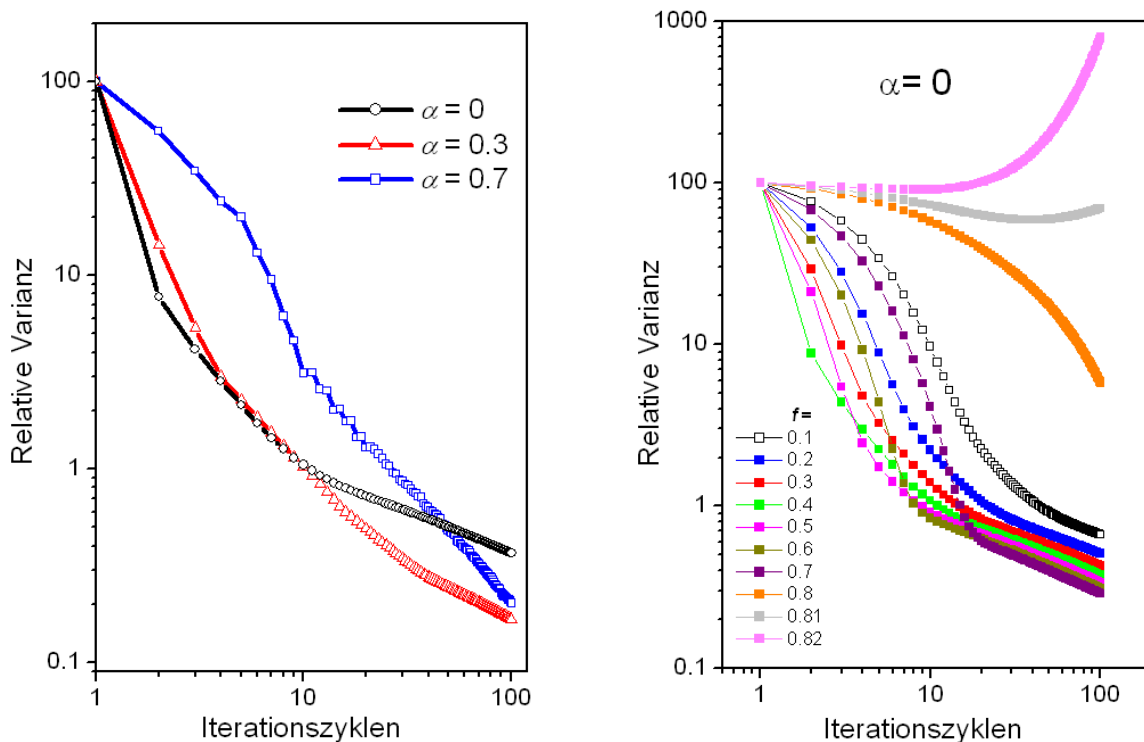 100
10
1
0.1
Relative Varianz
1
10
100
Iterationszyklen
α = 0
α = 0.3
α = 0.7
1000
100
10
1
0.1
Relative Varianz
1
10
100
Iterationszyklen
α= 0
f =
0.1
0.2
0.3
0.4
0.5
0.6
0.7
0.8
0.81
0.82